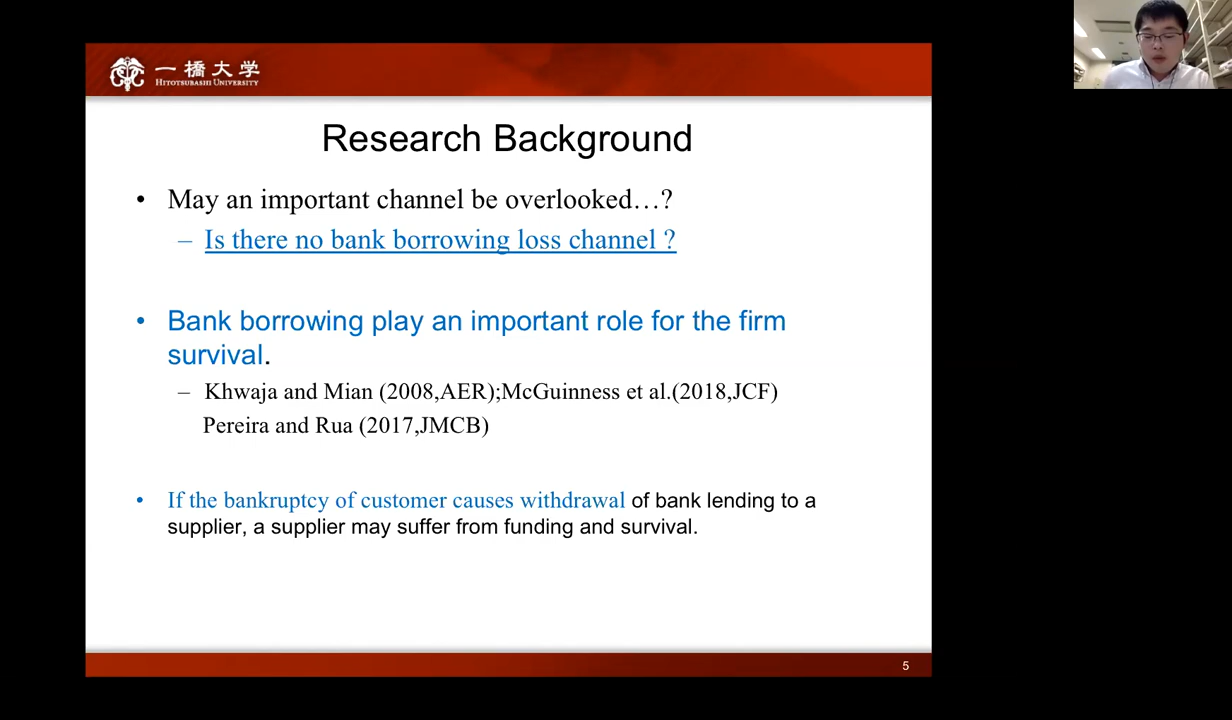 一橋大学
HITOTSUBASHI UNIVERSITY
Research Background
• May an important channel be overlooked…?
– Is there no bank borrowing loss channel ?
• Bank borrowing play an important role for the firm
survival.
– Khwaja and Mian (2008,AER);McGuinness et al.(2018,JCF)
Pereira and Rua (2017,JMCB)
• If the bankruptcy of customer causes withdrawal of bank lending to a
supplier, a supplier may suffer from funding and survival.
5